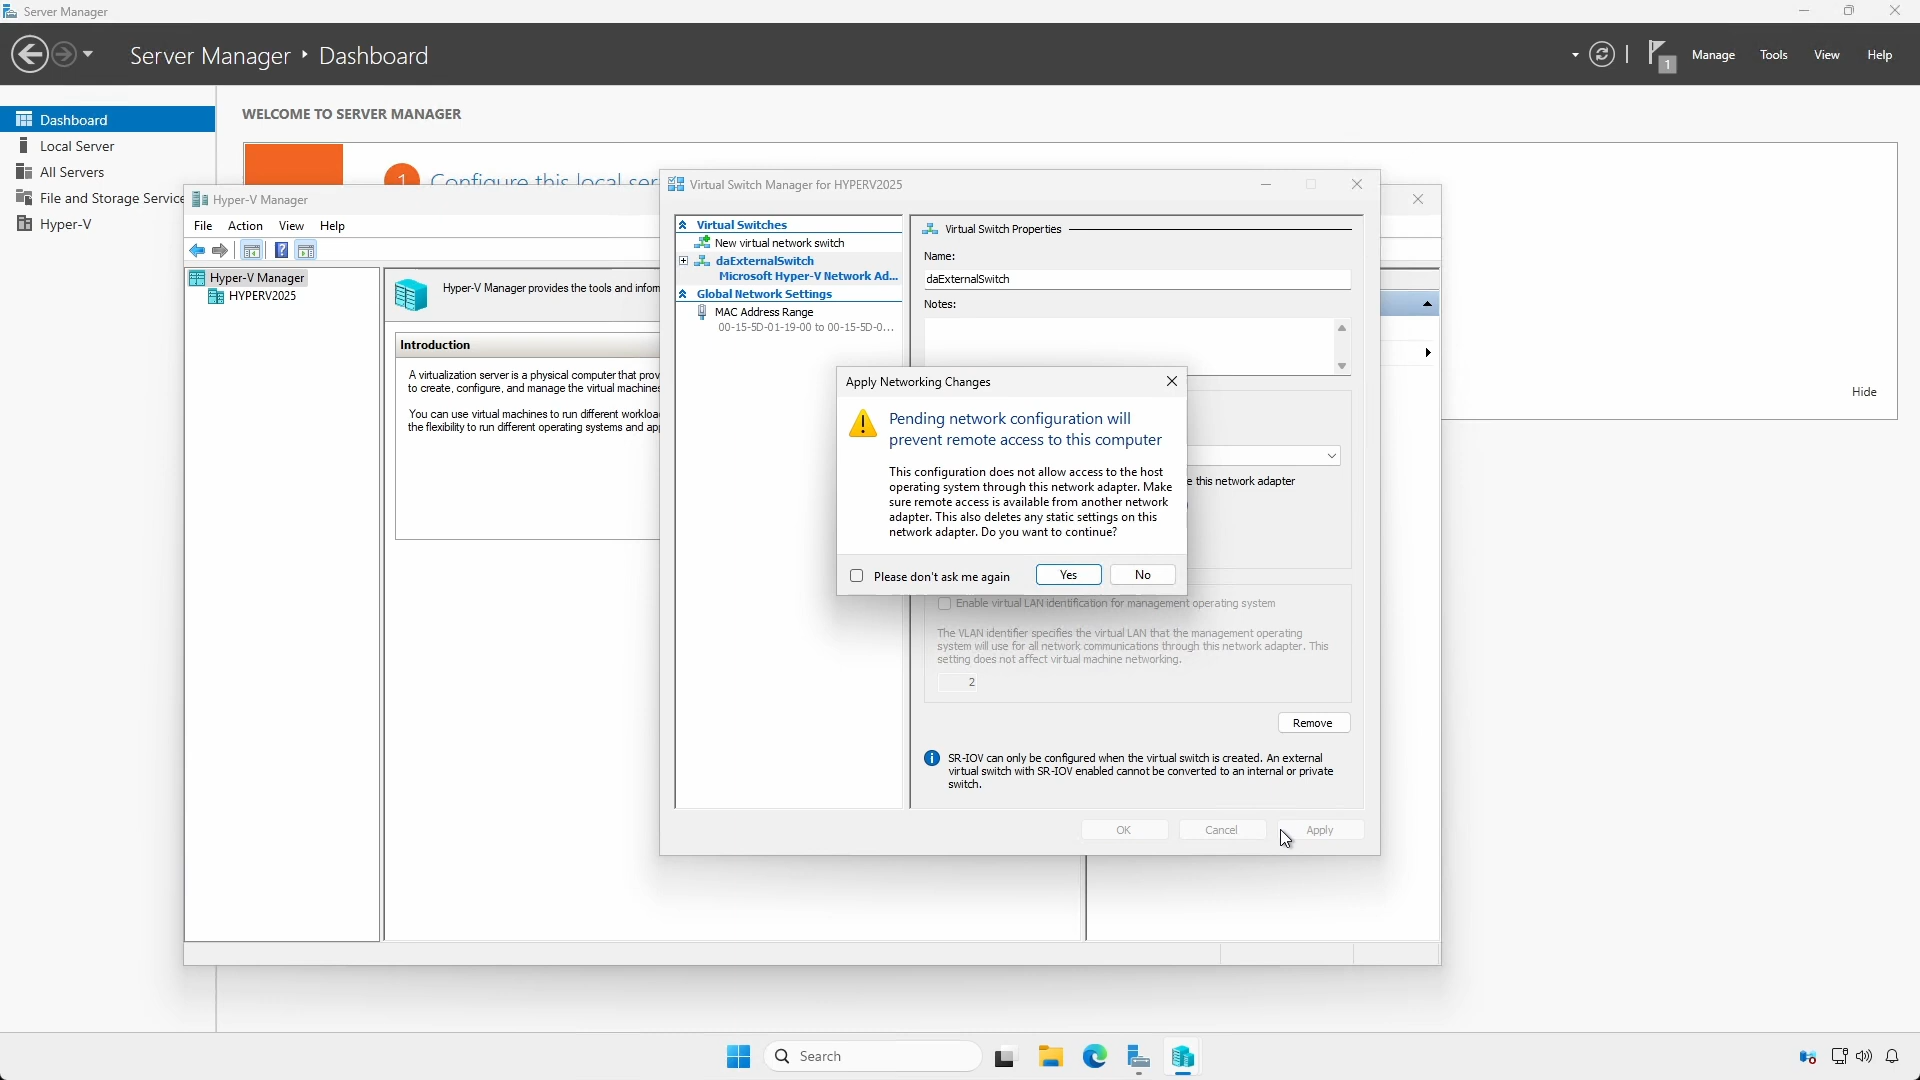 Server Manager
Server Manager ‣ Dashboard
1
Manage
Tools
View
Help
Dashboard
Local Server
All Servers
File and Storage Service
Hyper-V
WELCOME TO SERVER MANAGER
1 Configure this local ser
Hide
Hyper-V Manager
File Action View Help
Hyper-V Manager
HYPERV2025
Hyper-V Manager provides the tools and inform
Introduction
A virtualization server is a physical computer that prov
to create, configure, and manage the virtual machines
You can use virtual machines to run different workloa
the flexibility to run different operating systems and ap
Virtual Switch Manager for HYPERV2025
Virtual Switches
New virtual network switch
daExternalSwitch
Microsoft Hyper-V Network Ad...
Global Network Settings
MAC Address Range
00-15-5D-01-19-00 to 00-15-5D-0...
Virtual Switch Properties
Name:
daExternalSwitch
Notes:
e this network adapter
Apply Networking Changes
Pending network configuration will
prevent remote access to this computer
This configuration does not allow access to the host
operating system through this network adapter. Make
sure remote access is available from another network
adapter. This also deletes any static settings on this
network adapter. Do you want to continue?
Please don't ask me again
Yes
No
Enable virtual LAN identification for management operating system
The VLAN identifier specifies the virtual LAN that the management operating
system will use for all network communications through this network adapter. This
setting does not affect virtual machine networking.
2
Remove
SR-IOV can only be configured when the virtual switch is created. An external
virtual switch with SR-IOV enabled cannot be converted to an internal or private
switch.
OK
Cancel
Apply
Search